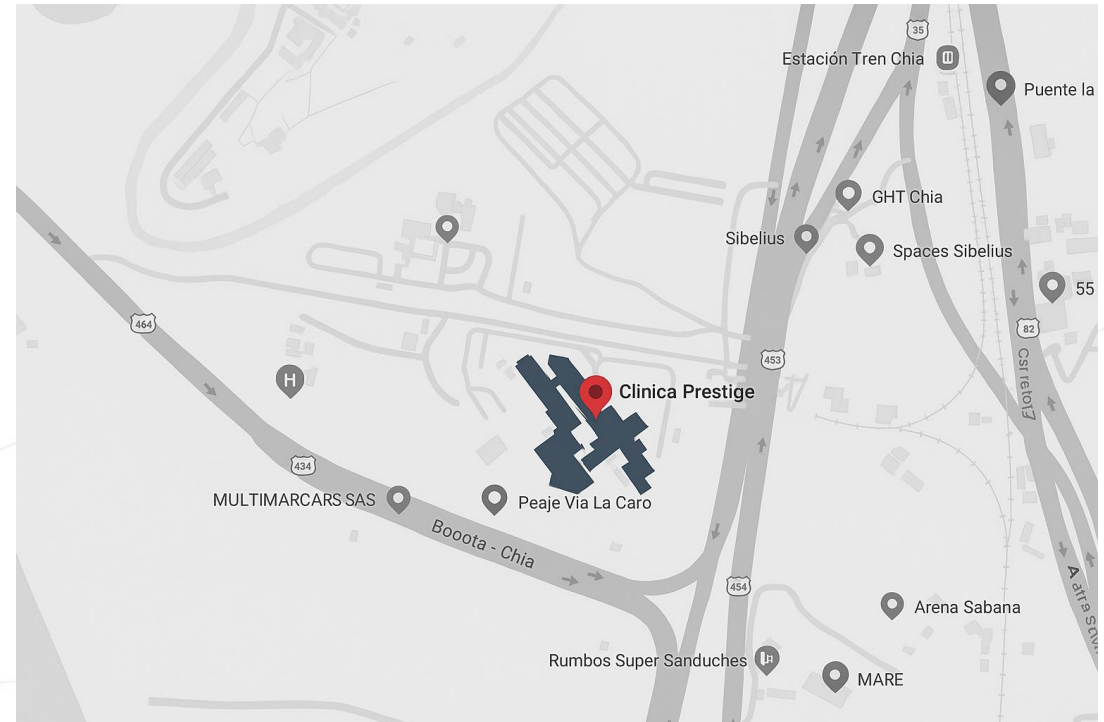 35
Estación Tren Chia
Puente la
GHT Chia
Sibelius
Spaces Sibelius
55
464
82
453
H
Clinica Prestige
434
MULTIMARCARS SAS
Peaje Via La Caro
Booota - Chia
454
Arena Sabana
Rumbos Super Sanduches
MARE